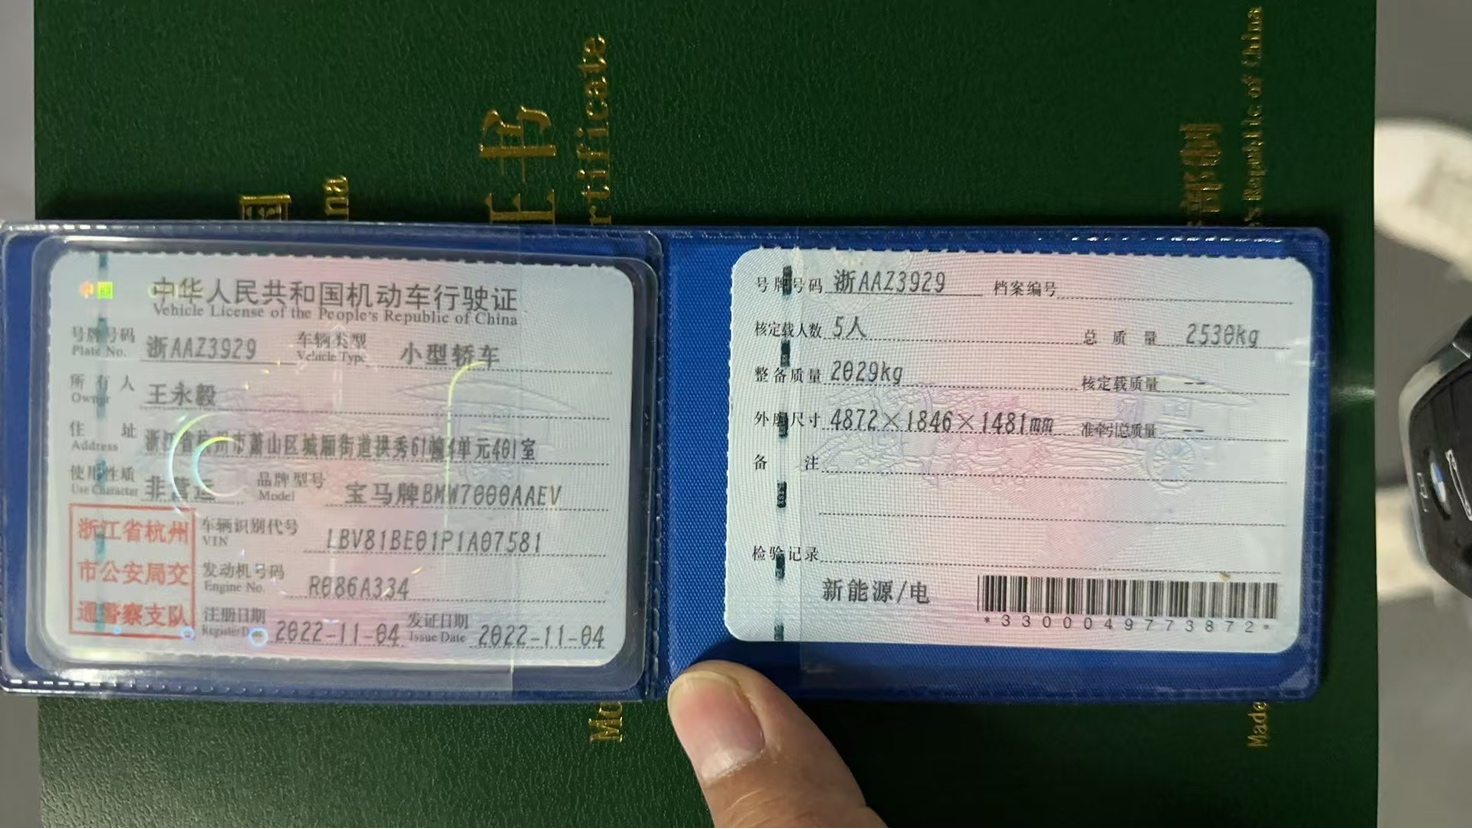 证书
Certificate
中华人民共和国机动车行驶证
Vehicle License of the People's Republic of China
号牌号码 浙AAZ3929 车辆类型 小型轿车
Plate No. Vehicle Type
所有人 王永毅
Owner
住址 浙江省杭州市萧山区城厢街道拱秀61幢4单元401室
Address
使用性质 非营运 品牌型号 宝马牌BMW7000AAEV
Use Character Model
浙江省杭州
市公安局交
通警察支队
车辆识别代号 LBV81BE01P1A07581
VIN
发动机号码 R086A334
Engine No.
注册日期 2022-11-04 发证日期 2022-11-04
Register Date Issue Date
号牌号码 浙AAZ3929 档案编号
核定载人数 5人 总质量 2530kg
整备质量 2029kg 核定载质量 --
外廓尺寸 4872×1846×1481mm 准牵引总质量 --
备注
检验记录
新能源/电
*3300049773872*
部制
Republic of China
Made